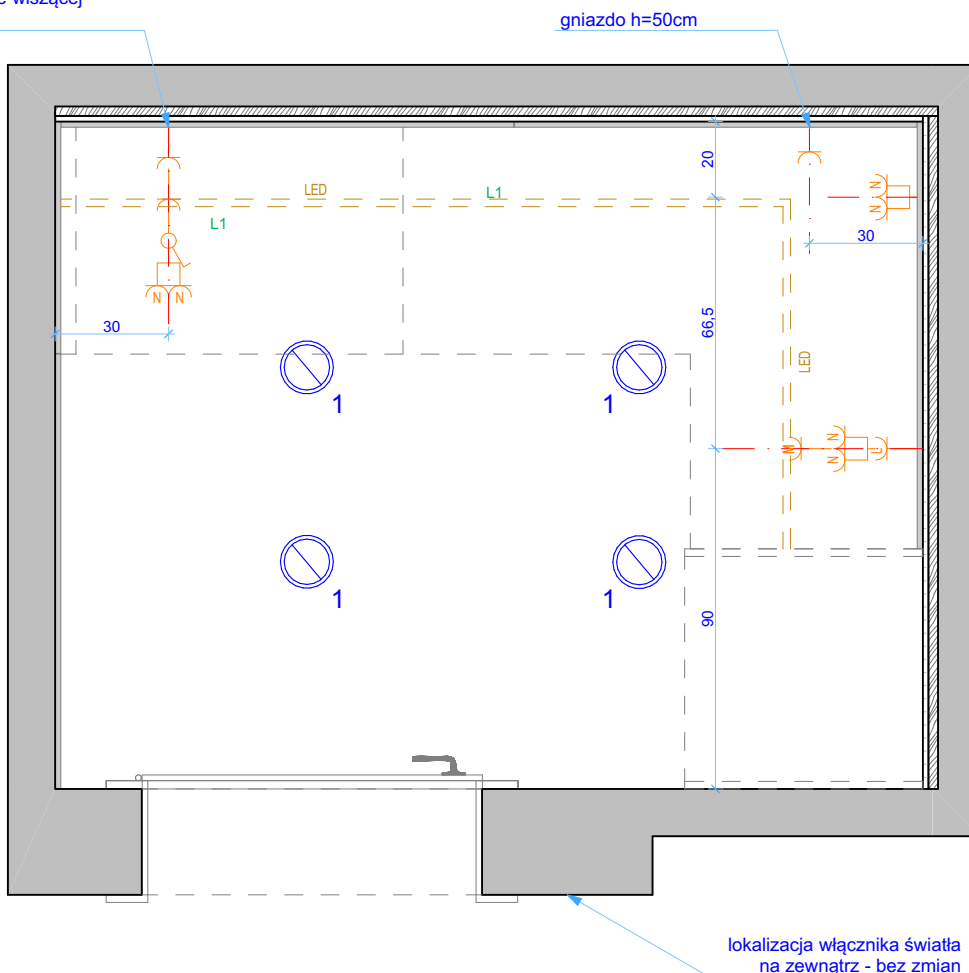 wiszącej
gniazdo h=50cm
20
LED
L1
L1
N
N
30
N N
30
66,5
LED
1
1
M
N
N
L
1
1
90
lokalizacja włącznika światła
na zewnątrz - bez zmian